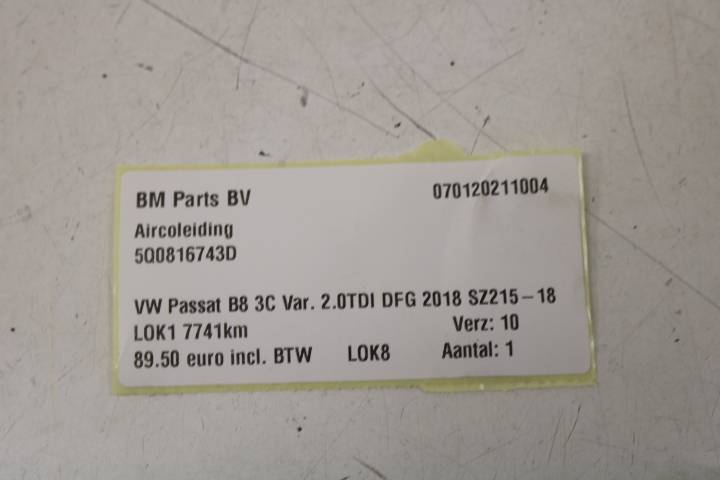 BM Parts BV 070120211004
Aircoleiding
5Q0816743D
VW Passat B8 3C Var. 2.0TDI DFG 2018 SZ215-18
LOK1 7741km Verz: 10
89.50 euro incl. BTW LOK8 Aantal: 1